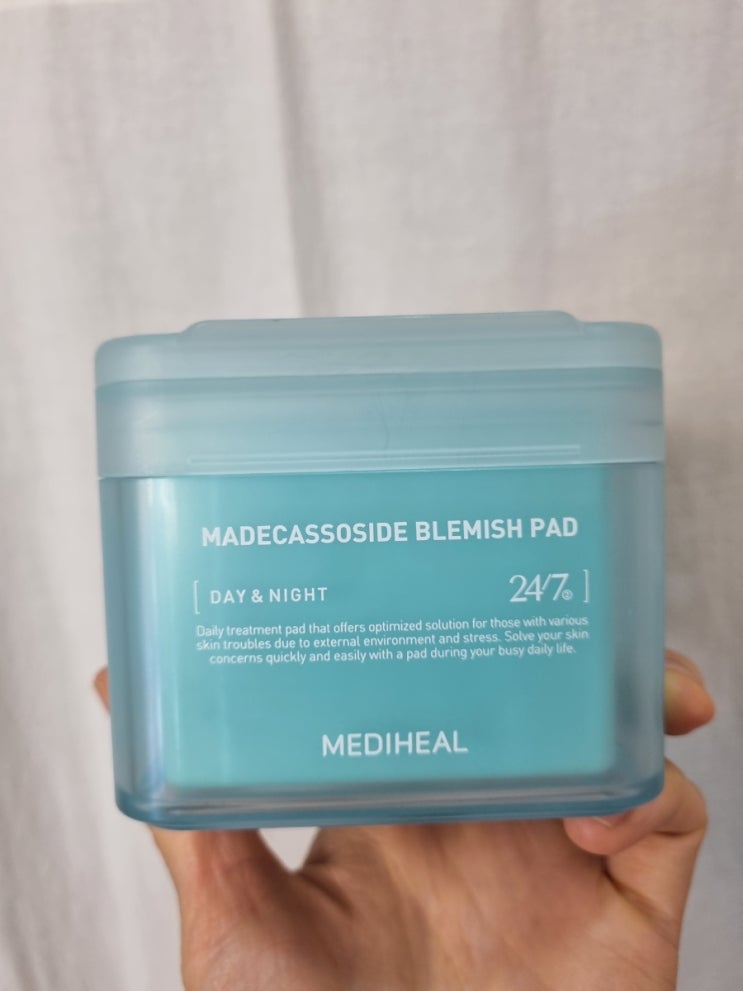 MADECASSOSIDE BLEMISH PAD
[ DAY & NIGHT 24/7 ]
Daily treatment pad that offers optimized solution for those with various
skin troubles due to external environment and stress. Solve your skin
concerns quickly and easily with a pad during your busy daily life.
MEDIHEAL